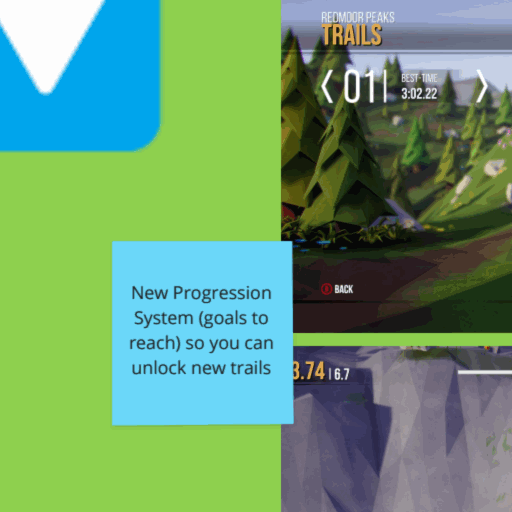 REDMOOR PEAKS
TRAILS
01
BEST-TIME
3:02.22
BACK
New Progression
System (goals to
reach) so you can
unlock new trails
3.74 | 6.7